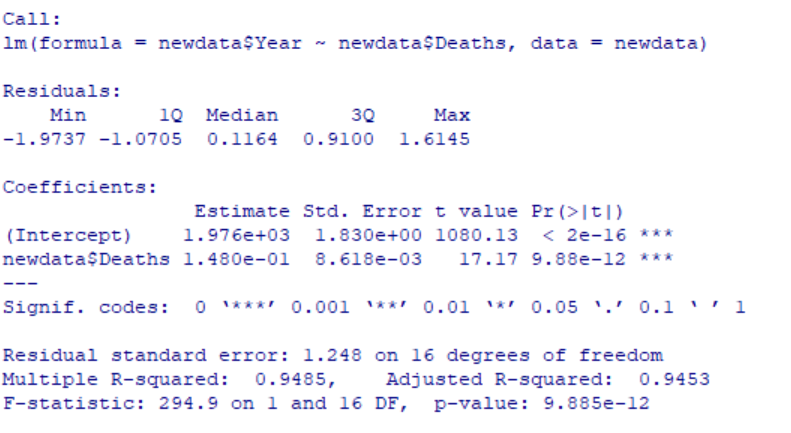 Call:
lm(formula = newdata$Year ~ newdata$Deaths, data = newdata)

Residuals:
    Min      1Q  Median      3Q     Max
-1.9737 -1.0705  0.1164  0.9100  1.6145

Coefficients:
                Estimate Std. Error t value Pr(>|t|)
(Intercept)    1.976e+03  1.830e+00 1080.13  < 2e-16 ***
newdata$Deaths 1.480e-01  8.618e-03   17.17 9.88e-12 ***
---
Signif. codes:  0 ‘***’ 0.001 ‘**’ 0.01 ‘*’ 0.05 ‘.’ 0.1 ‘ ’ 1

Residual standard error: 1.248 on 16 degrees of freedom
Multiple R-squared:  0.9485,    Adjusted R-squared:  0.9453
F-statistic: 294.9 on 1 and 16 DF,  p-value: 9.885e-12